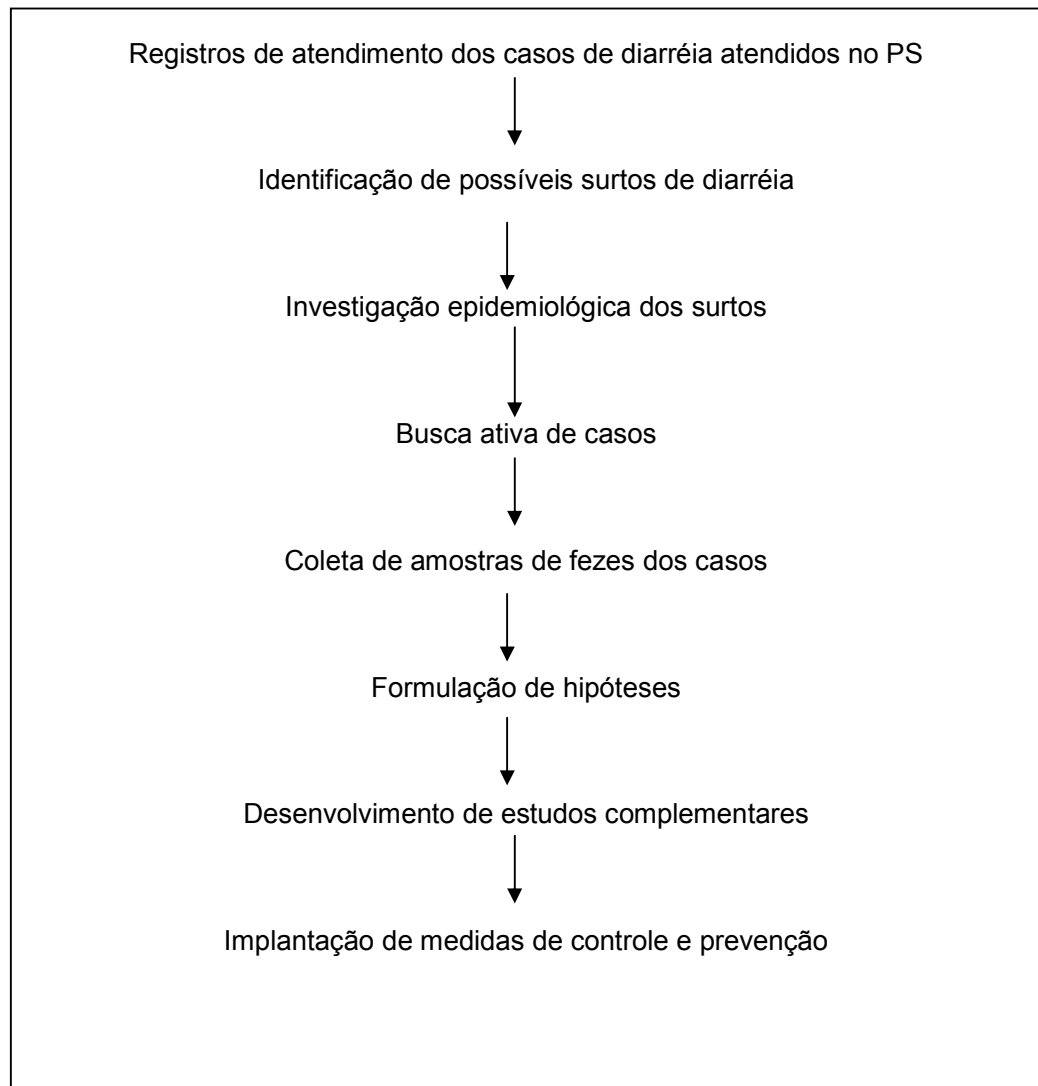 Registros de atendimento dos casos de diarréia atendidos no PS
Identificação de possíveis surtos de diarréia
Investigação epidemiológica dos surtos
Busca ativa de casos
Coleta de amostras de fezes dos casos
Formulação de hipóteses
Desenvolvimento de estudos complementares
Implantação de medidas de controle e prevenção